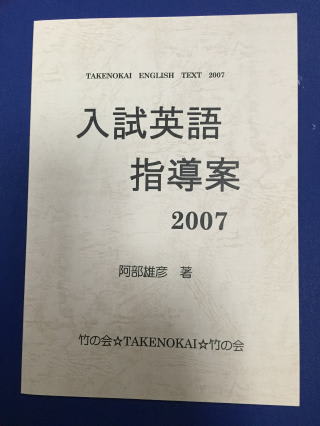 TAKENOKAI ENGLISH TEXT 2007
入試英語
指導案
2007
阿部雄彦 著
竹の会☆TAKENOKAI☆竹の会